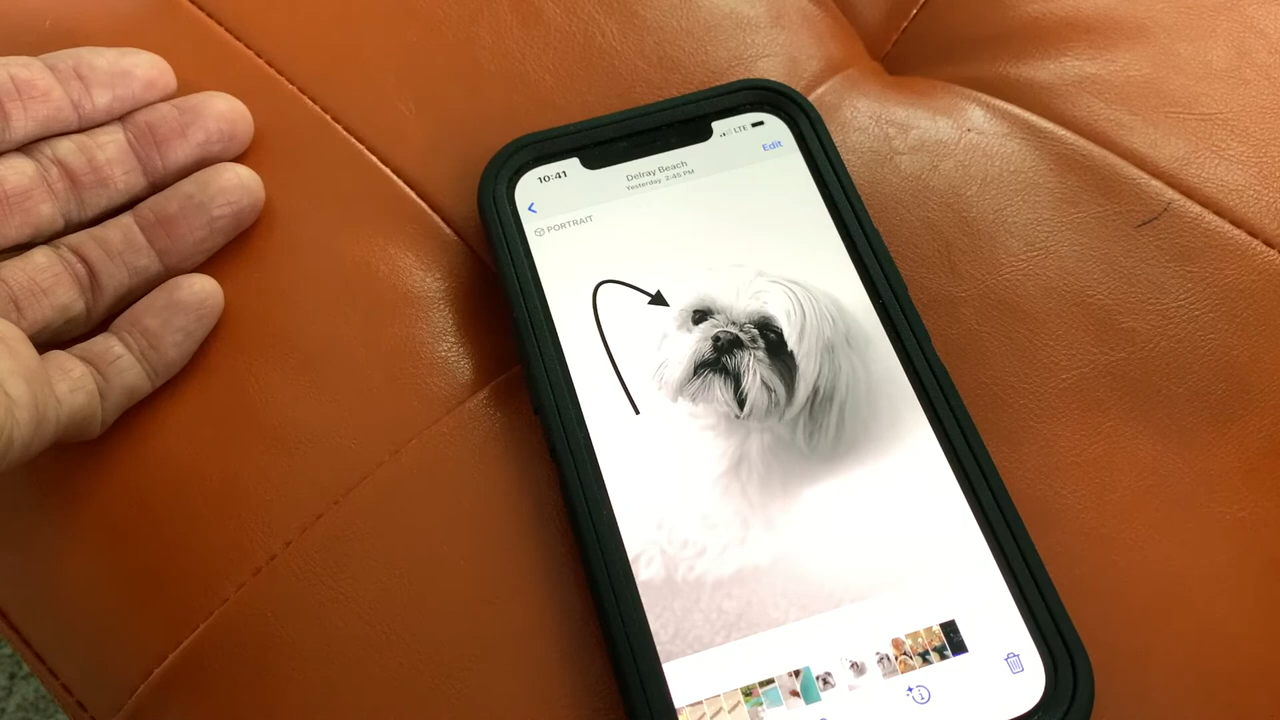 10:41
LTE
Delray Beach
Edit
Yesterday 2:45 PM
PORTRAIT